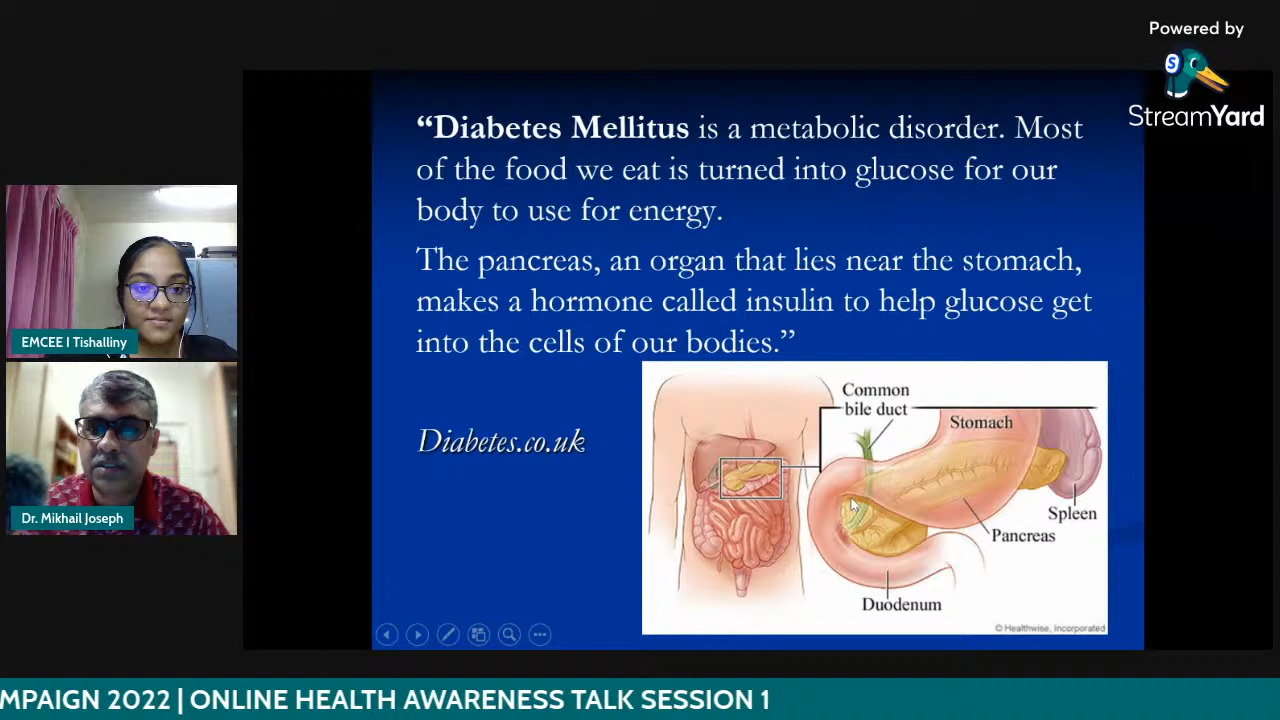 Powered by
StreamYard
“Diabetes Mellitus is a metabolic disorder. Most
of the food we eat is turned into glucose for our
body to use for energy.
The pancreas, an organ that lies near the stomach,
makes a hormone called insulin to help glucose get
into the cells of our bodies.”
Diabetes.co.uk
Common
bile duct
Stomach
Spleen
Pancreas
Duodenum
© Healthwise, Incorporated
EMCEE I Tishalliny
Dr. Mikhail Joseph
MPAIGN 2022 | ONLINE HEALTH AWARENESS TALK SESSION 1